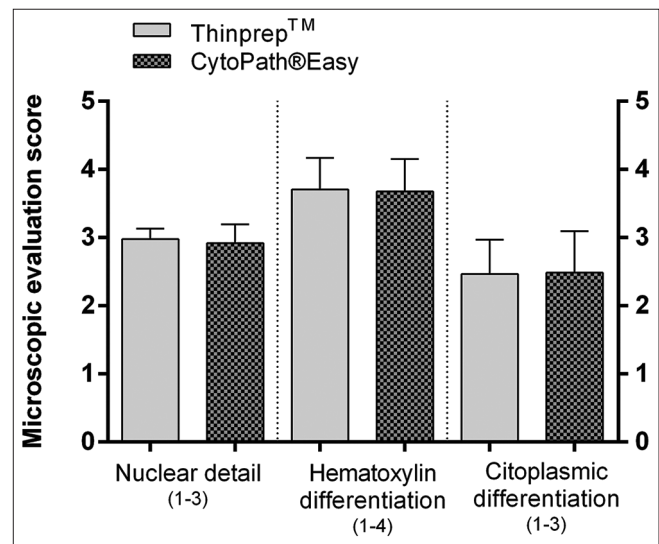 Thinprep™
CytoPath®Easy
Microscopic evaluation score
5
4
3
2
1
0
5
4
3
2
1
0
Nuclear detail
(1-3)
Hematoxylin
differentiation
(1-4)
Citoplasmic
differentiation
(1-3)